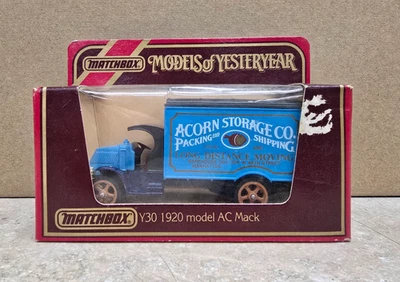 MATCHBOX
MODELS of YESTERYEAR
ACORN STORAGE CO.
PACKING AND SHIPPING
LONG DISTANCE MOVING
MATCHBOX
Y30 1920 model AC Mack